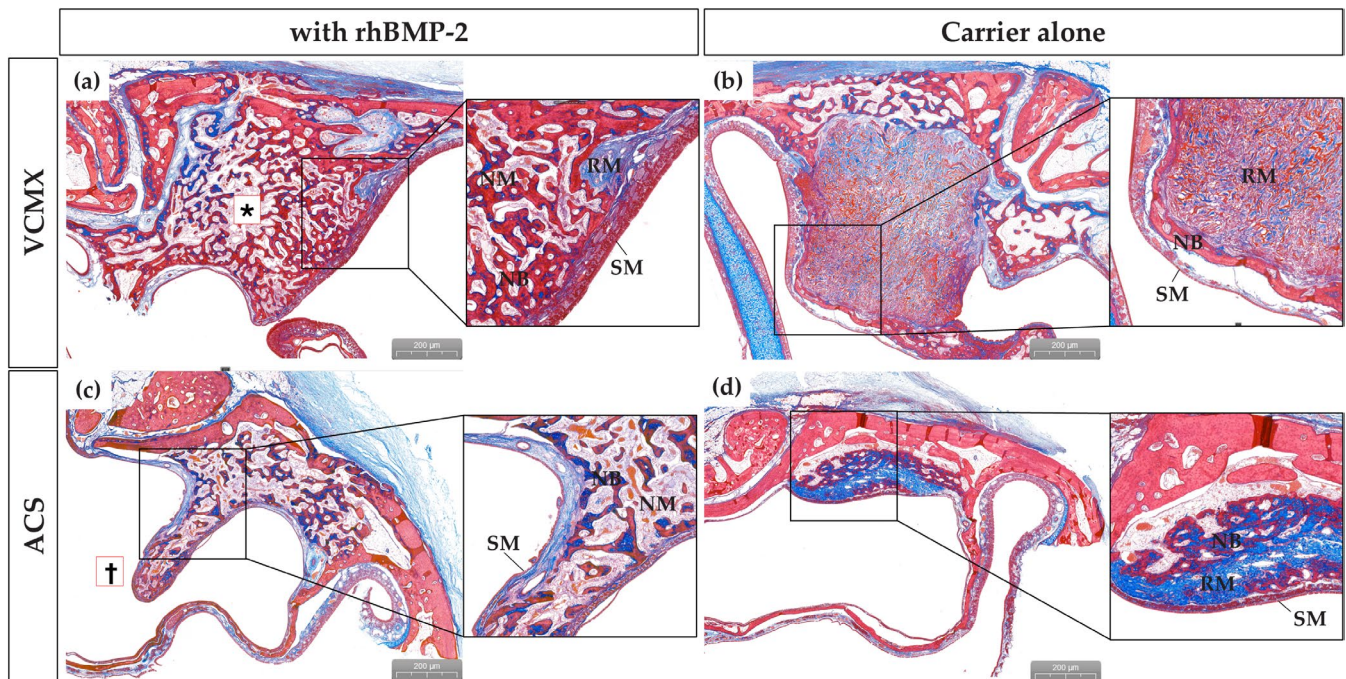 with rhBMP-2
Carrier alone
VCMX
(a)
*
NM
RM
NB
SM
200 µm
(b)
RM
NB
SM
200 µm
ACS
(c)
†
NB
NM
SM
200 µm
(d)
NB
RM
SM
200 µm